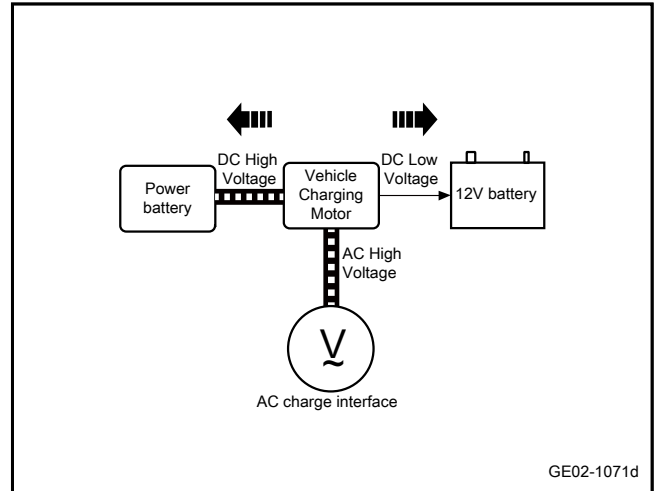 DC High
Voltage
DC Low
Voltage
Power
battery
Vehicle
Charging
Motor
12V battery
AC High
Voltage
V
~
AC charge interface
GE02-1071d